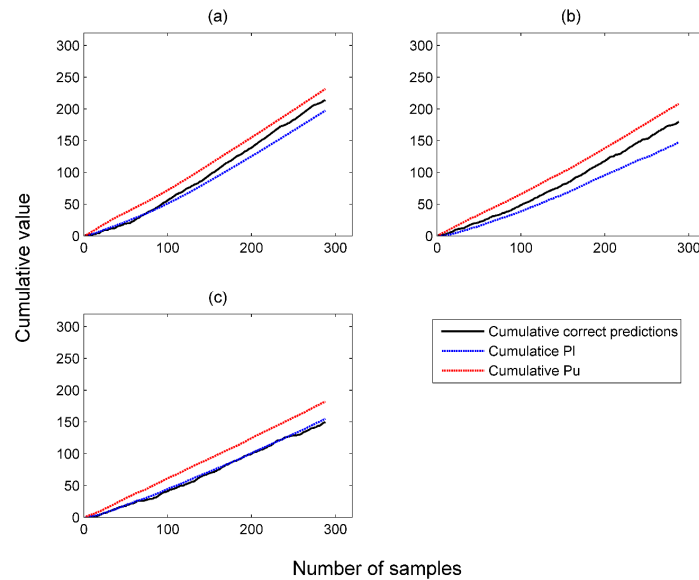 (a)
300
250
200
150
100
50
0
0 100 200 300
(b)
300
250
200
150
100
50
0
0 100 200 300
(c)
300
250
200
150
100
50
0
0 100 200 300
Cumulative correct predictions
Cumulatice Pl
Cumulative Pu
Cumulative value
Number of samples